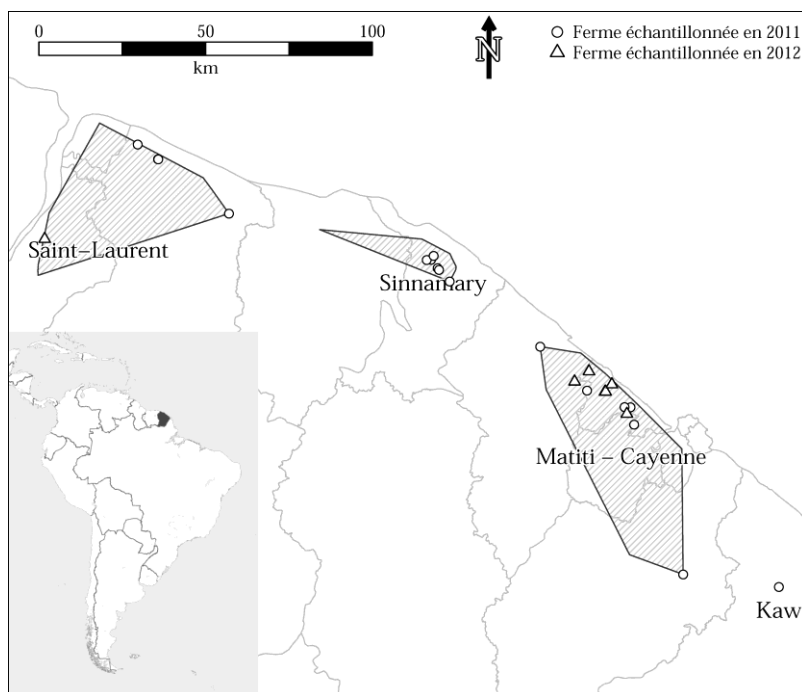 0 50 100
km
N
Ferme échantillonnée en 2011
Ferme échantillonnée en 2012
Saint–Laurent
Sinnamary
Matiti – Cayenne
Kaw